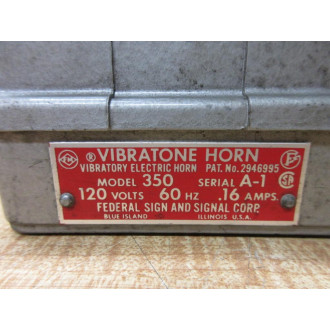 ® VIBRATONE HORN
VIBRATORY ELECTRIC HORN PAT. No. 2946995
MODEL 350 SERIAL A-1
120 VOLTS 60 HZ .16 AMPS.
FEDERAL SIGN AND SIGNAL CORP.
BLUE ISLAND ILLINOIS U.S.A.